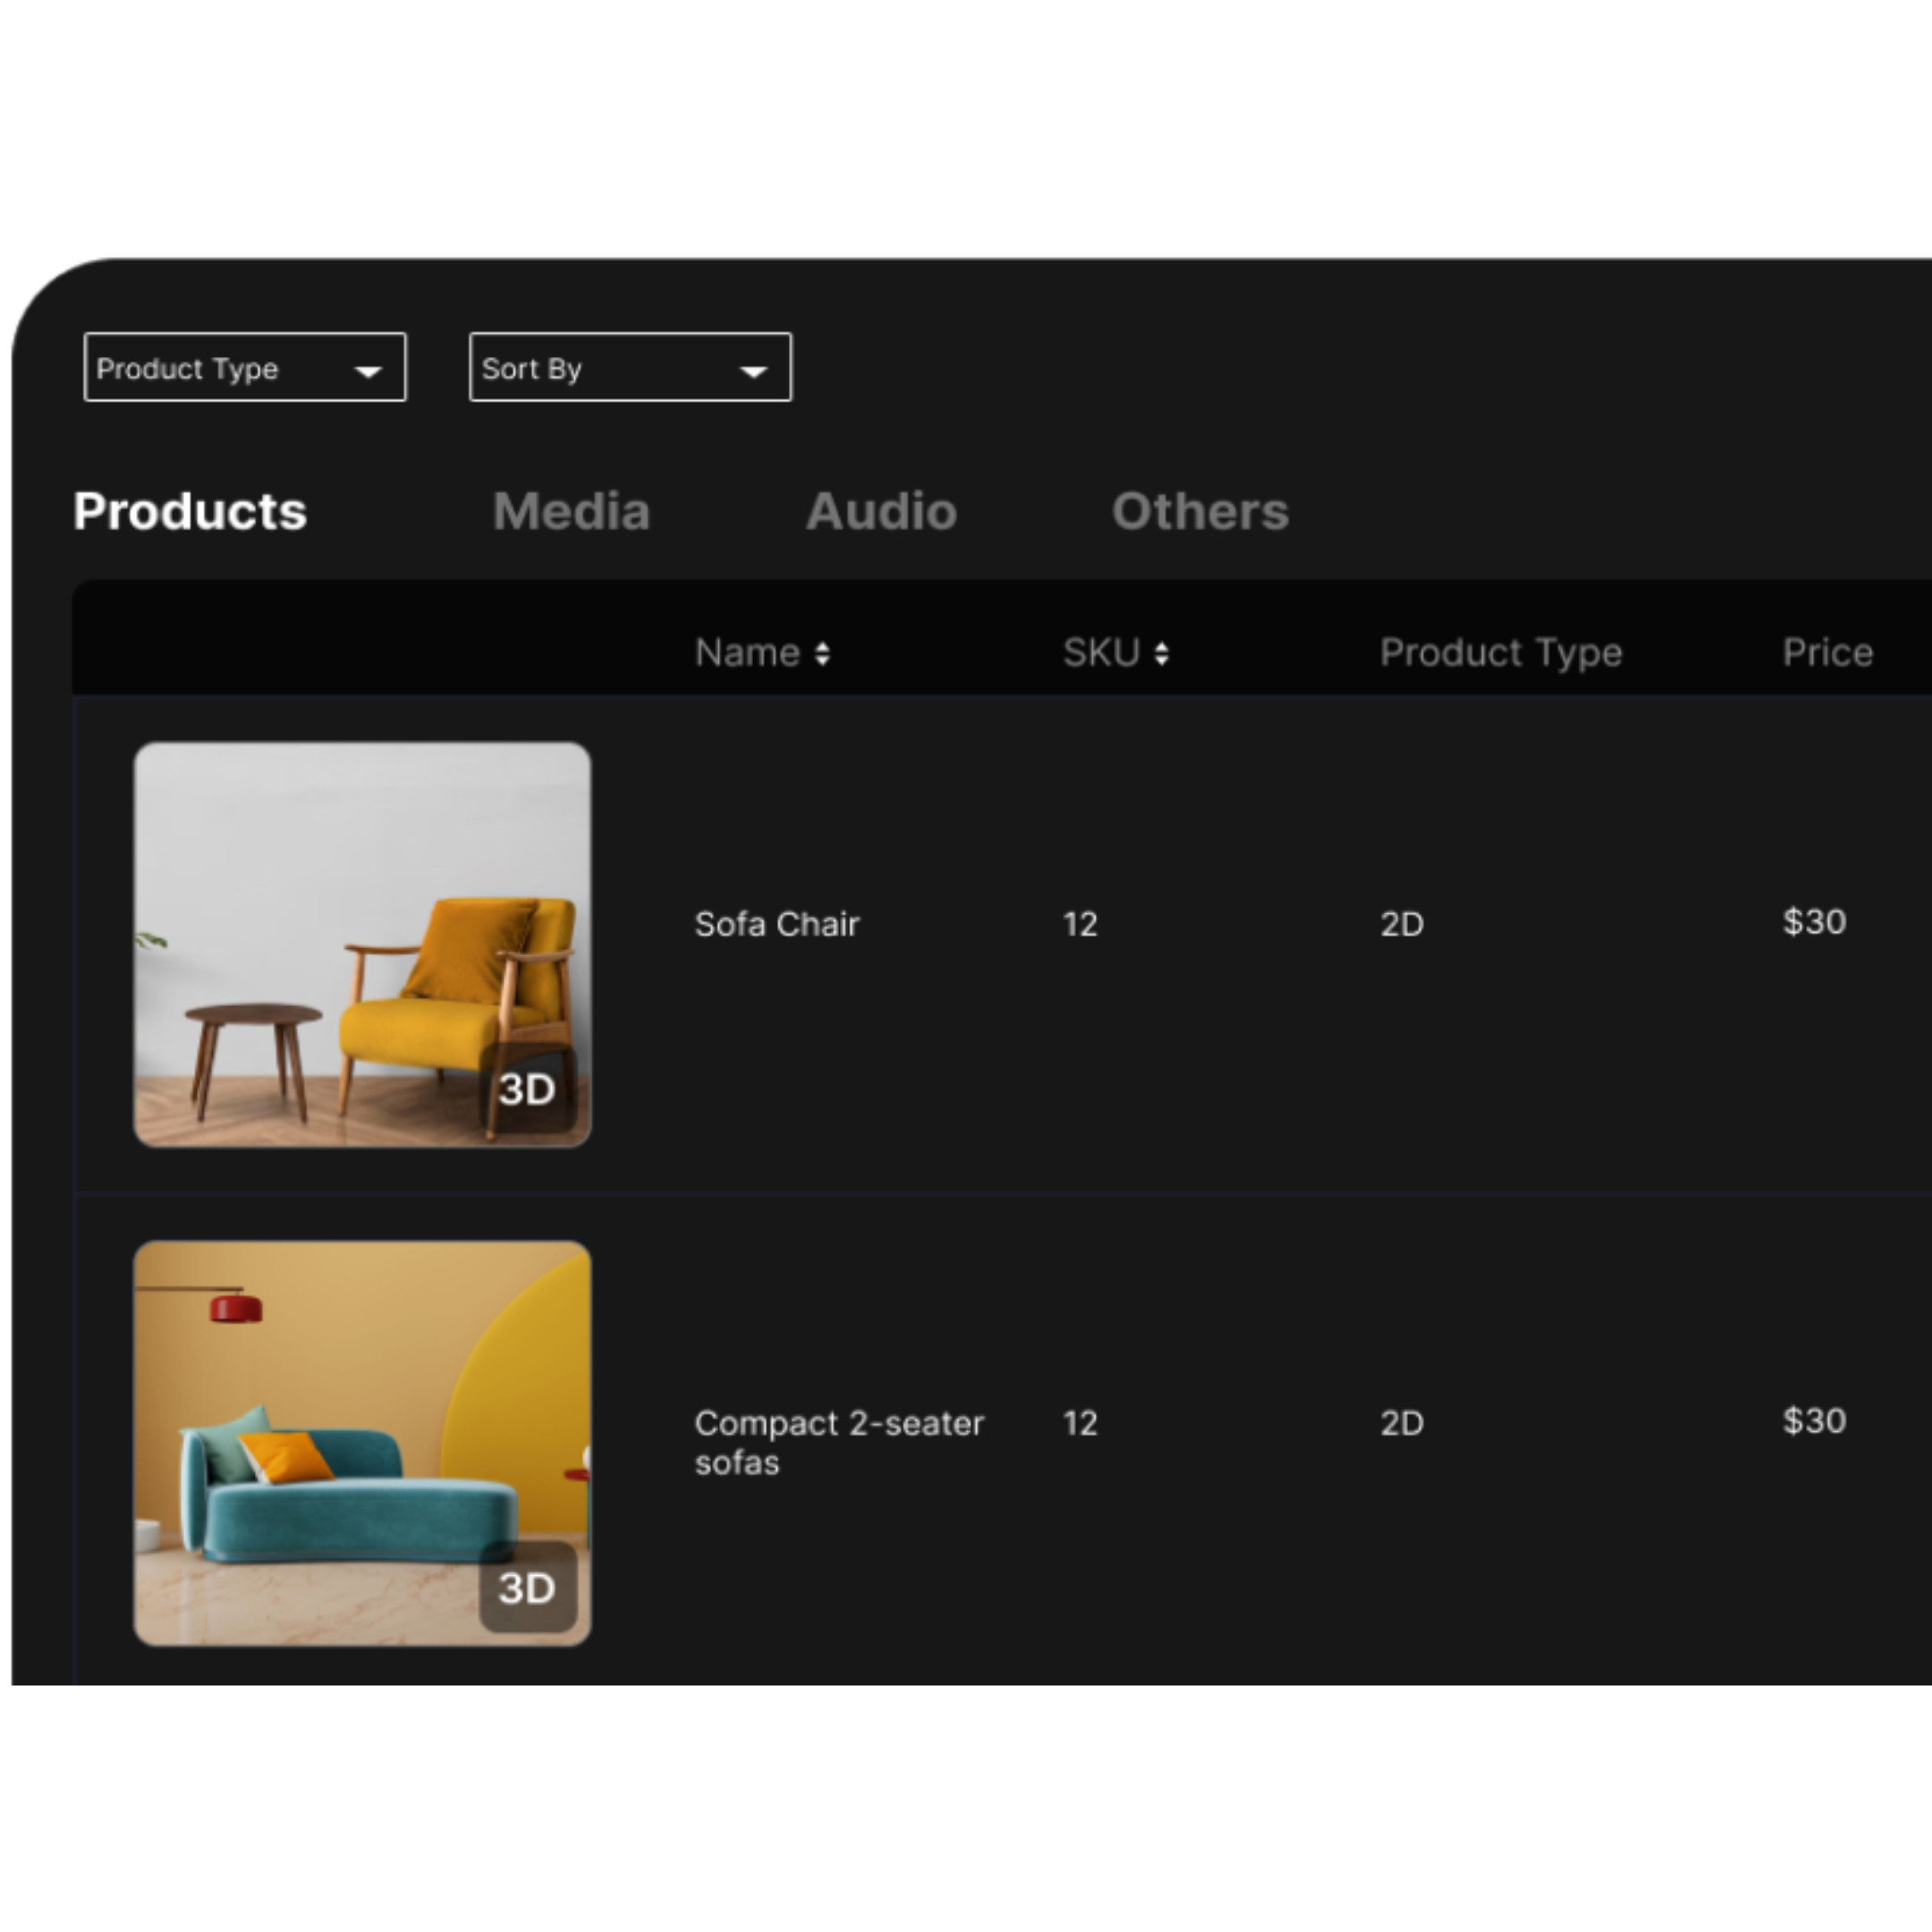 Product Type
Sort By
Products
Media
Audio
Others
Name
SKU
Product Type
Price
Sofa Chair
12
2D
$30
3D
Compact 2-seater
sofas
12
2D
$30
3D